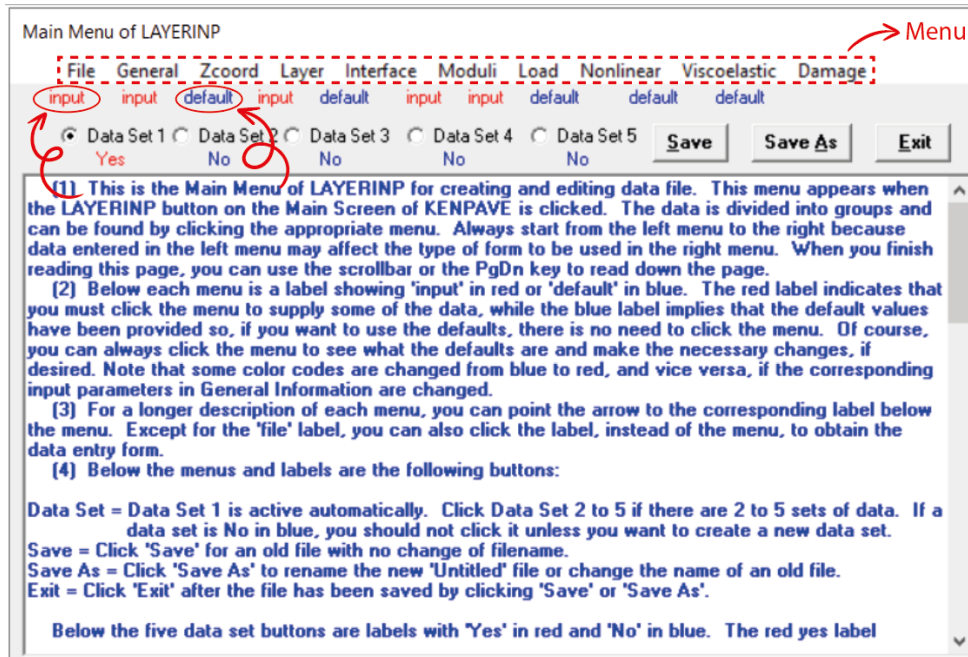 Main Menu of LAYERINP
Menu
File General Zcoord Layer Interface Moduli Load Nonlinear Viscoelastic Damage
input input default input default input input default default default
Data Set 1 Data Set 2 Data Set 3 Data Set 4 Data Set 5 Save Save As Exit
Yes No No No No
(1) This is the Main Menu of LAYERINP for creating and editing data file. This menu appears when
the LAYERINP button on the Main Screen of KENPAVE is clicked. The data is divided into groups and
can be found by clicking the appropriate menu. Always start from the left menu to the right because
data entered in the left menu may affect the type of form to be used in the right menu. When you finish
reading this page, you can use the scrollbar or the PgDn key to read down the page.
(2) Below each menu is a label showing 'input' in red or 'default' in blue. The red label indicates that
you must click the menu to supply some of the data, while the blue label implies that the default values
have been provided so, if you want to use the defaults, there is no need to click the menu. Of course,
you can always click the menu to see what the defaults are and make the necessary changes, if
desired. Note that some color codes are changed from blue to red, and vice versa, if the corresponding
input parameters in General Information are changed.
(3) For a longer description of each menu, you can point the arrow to the corresponding label below
the menu. Except for the 'file' label, you can also click the label, instead of the menu, to obtain the
data entry form.
(4) Below the menus and labels are the following buttons:
Data Set = Data Set 1 is active automatically. Click Data Set 2 to 5 if there are 2 to 5 sets of data. If a
data set is No in blue, you should not click it unless you want to create a new data set.
Save = Click 'Save' for an old file with no change of filename.
Save As = Click 'Save As' to rename the new 'Untitled' file or change the name of an old file.
Exit = Click 'Exit' after the file has been saved by clicking 'Save' or 'Save As'.
Below the five data set buttons are labels with 'Yes' in red and 'No' in blue. The red yes label